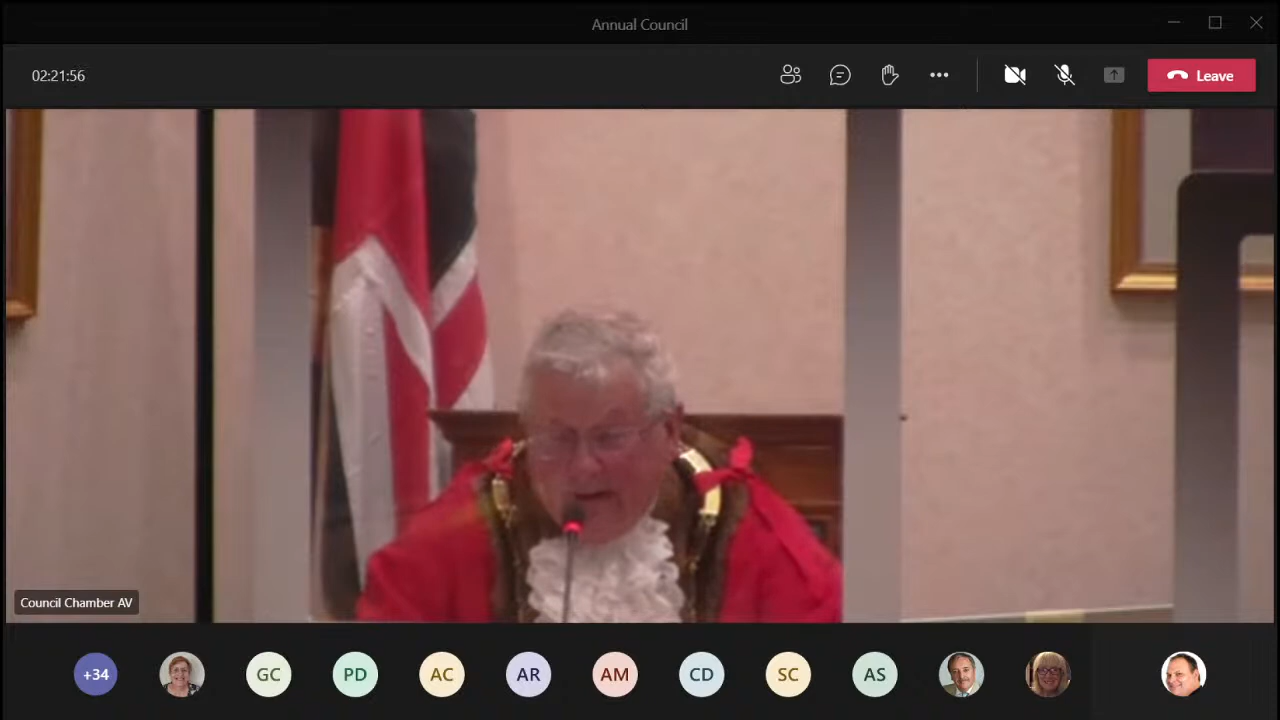 Annual Council
02:21:56
Leave
Council Chamber AV
+34
GC
PD
AC
AR
AM
CD
SC
AS